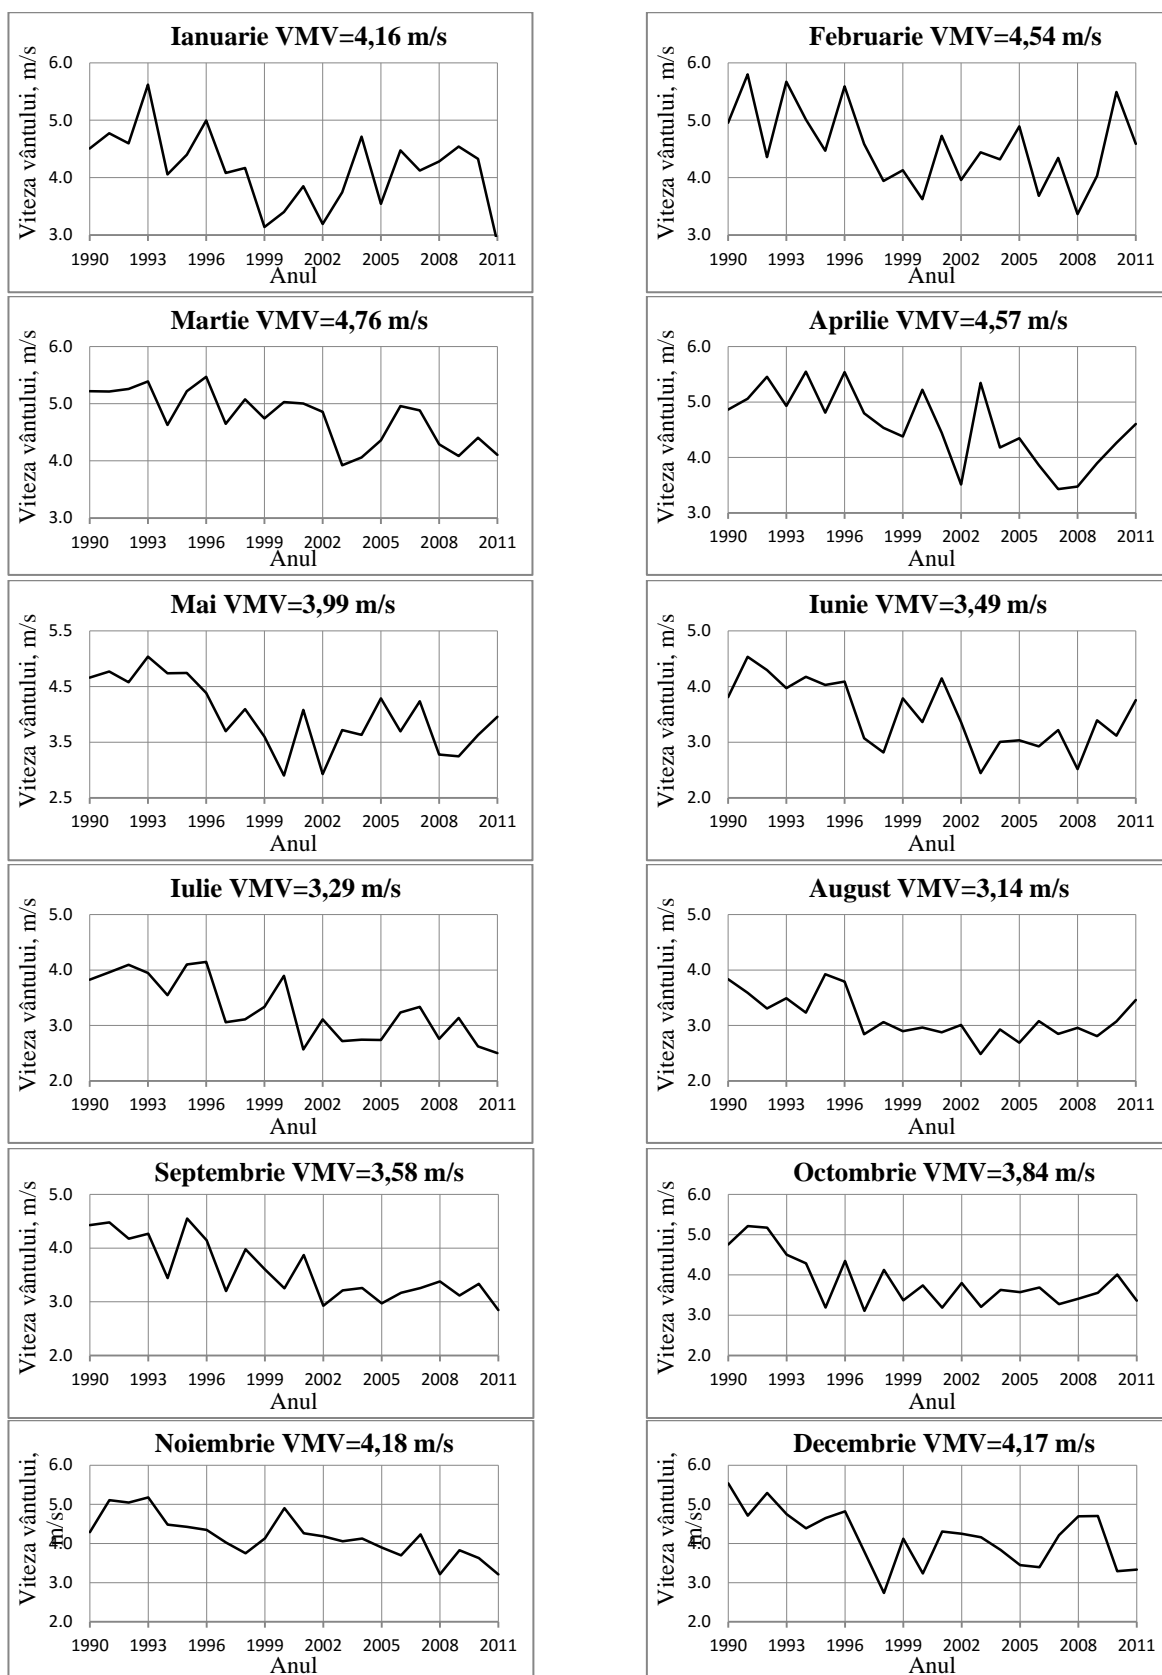 Ianuarie VMV=4,16 m/s
Viteza vântului, m/s
6.0
5.0
4.0
3.0
1990 1993 1996 1999 2002 2005 2008 2011
Anul
Februarie VMV=4,54 m/s
Viteza vântului, m/s
6.0
5.0
4.0
3.0
1990 1993 1996 1999 2002 2005 2008 2011
Anul
Martie VMV=4,76 m/s
Viteza vântului, m/s
6.0
5.0
4.0
3.0
1990 1993 1996 1999 2002 2005 2008 2011
Anul
Aprilie VMV=4,57 m/s
Viteza vântului, m/s
6.0
5.0
4.0
3.0
1990 1993 1996 1999 2002 2005 2008 2011
Anul
Mai VMV=3,99 m/s
Viteza vântului, m/s
5.5
4.5
3.5
2.5
1990 1993 1996 1999 2002 2005 2008 2011
Anul
Iunie VMV=3,49 m/s
Viteza vântului, m/s
5.0
4.0
3.0
2.0
1990 1993 1996 1999 2002 2005 2008 2011
Anul
Iulie VMV=3,29 m/s
Viteza vântului, m/s
5.0
4.0
3.0
2.0
1990 1993 1996 1999 2002 2005 2008 2011
Anul
August VMV=3,14 m/s
Viteza vântului, m/s
5.0
4.0
3.0
2.0
1990 1993 1996 1999 2002 2005 2008 2011
Anul
Septembrie VMV=3,58 m/s
Viteza vântului, m/s
5.0
4.0
3.0
2.0
1990 1993 1996 1999 2002 2005 2008 2011
Anul
Octombrie VMV=3,84 m/s
Viteza vântului, m/s
6.0
5.0
4.0
3.0
2.0
1990 1993 1996 1999 2002 2005 2008 2011
Anul
Noiembrie VMV=4,18 m/s
Viteza vântului,
m/s
6.0
5.0
4.0
3.0
2.0
1990 1993 1996 1999 2002 2005 2008 2011
Anul
Decembrie VMV=4,17 m/s
Viteza vântului,
m/s
6.0
5.0
4.0
3.0
2.0
1990 1993 1996 1999 2002 2005 2008 2011
Anul